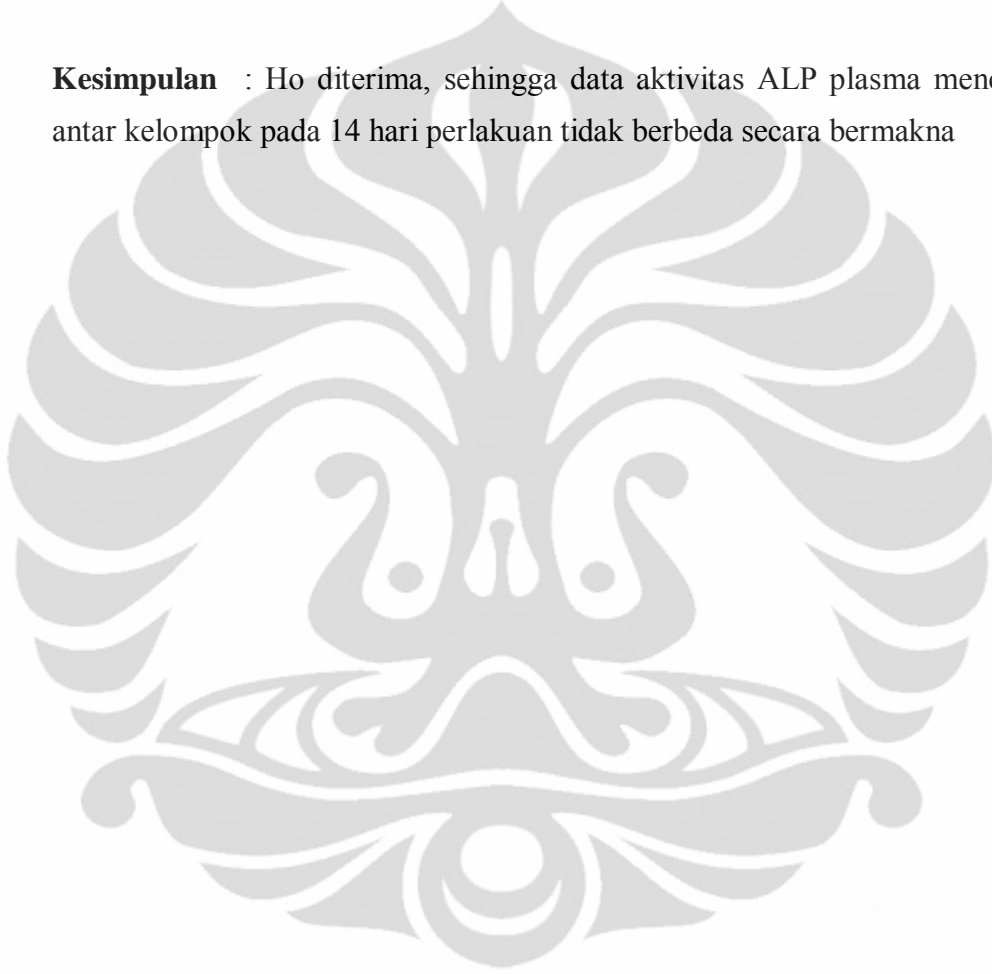 Kesimpulan : Ho diterima, sehingga data aktivitas ALP plasma
antar kelompok pada 14 hari perlakuan tidak berbeda secara bermakna